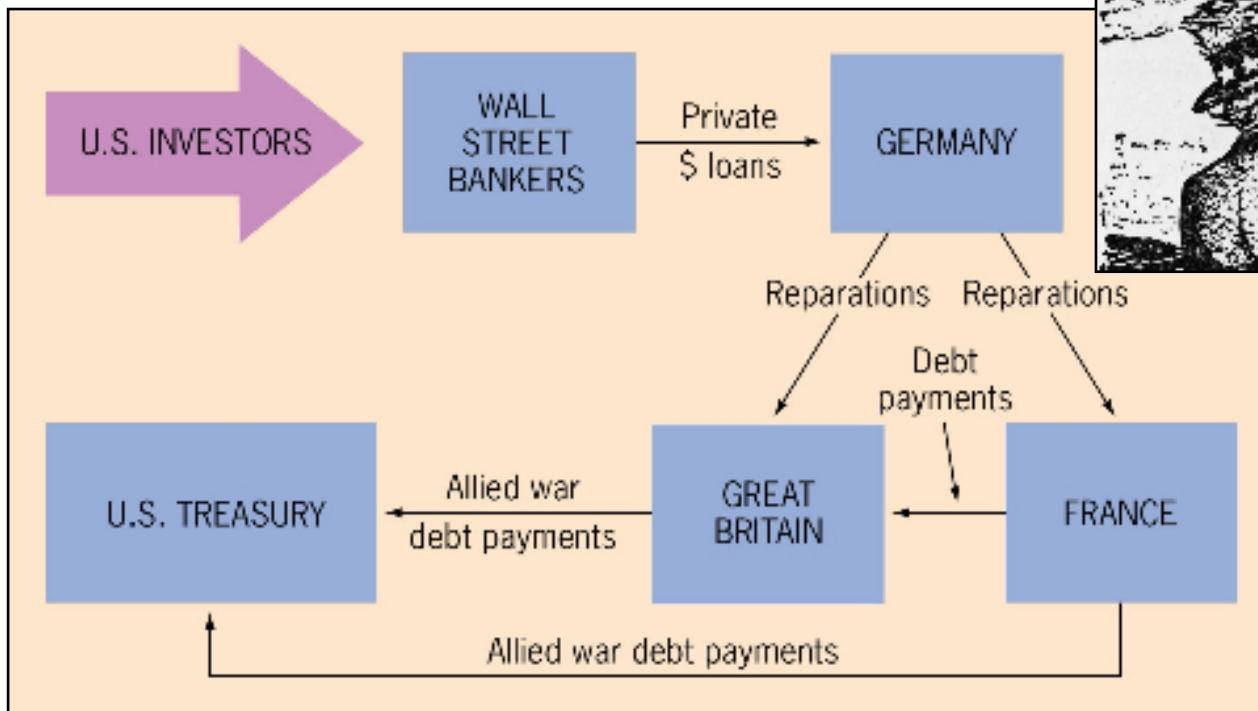 U.S. INVESTORS
WALL
STREET
BANKERS
Private
$ loans
GERMANY
Reparations
Reparations
Debt
payments
U.S. TREASURY
Allied war
debt payments
GREAT
BRITAIN
FRANCE
Allied war debt payments